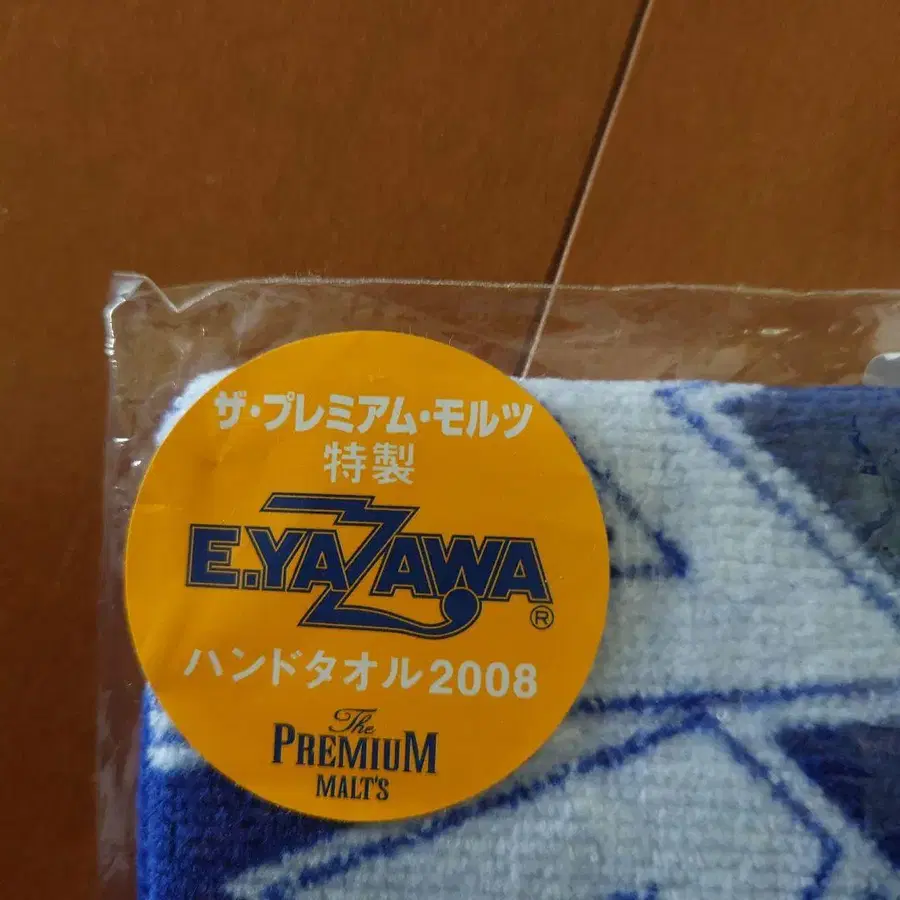 ザ・プレミアム・モルツ
特製
E.YAZAWA®
ハンドタオル2008
The
PREMIUM
MALT'S